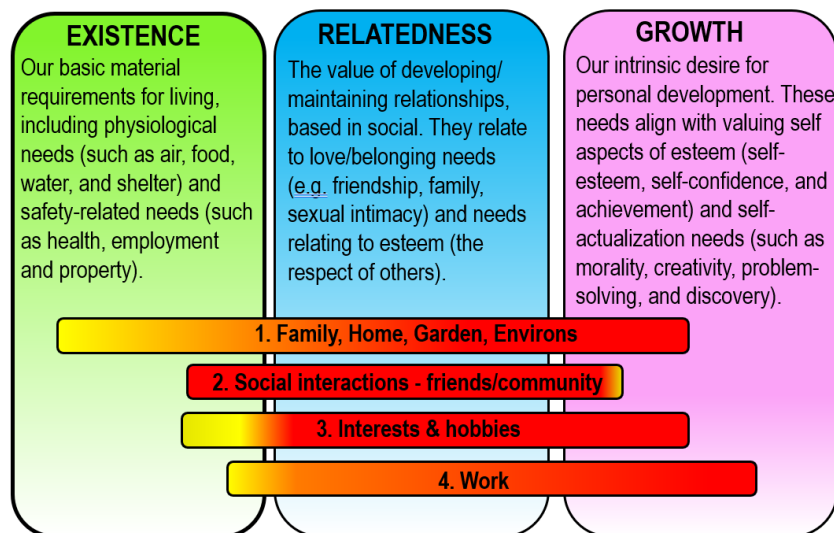 EXISTENCE
Our basic material
requirements for living,
including physiological
needs (such as air, food,
water, and shelter) and
safety-related needs (such
as health, employment
and property).
RELATEDNESS
The value of developing/
maintaining relationships,
based in social. They relate
to love/belonging needs
(e.g. friendship, family,
sexual intimacy) and needs
relating to esteem (the
respect of others).
GROWTH
Our intrinsic desire for
personal development. These
needs align with valuing self
aspects of esteem (self-
esteem, self-confidence, and
achievement) and self-
actualization needs (such as
morality, creativity, problem-
solving, and discovery).
1. Family, Home, Garden, Environs
2. Social interactions - friends/community
3. Interests & hobbies
4. Work